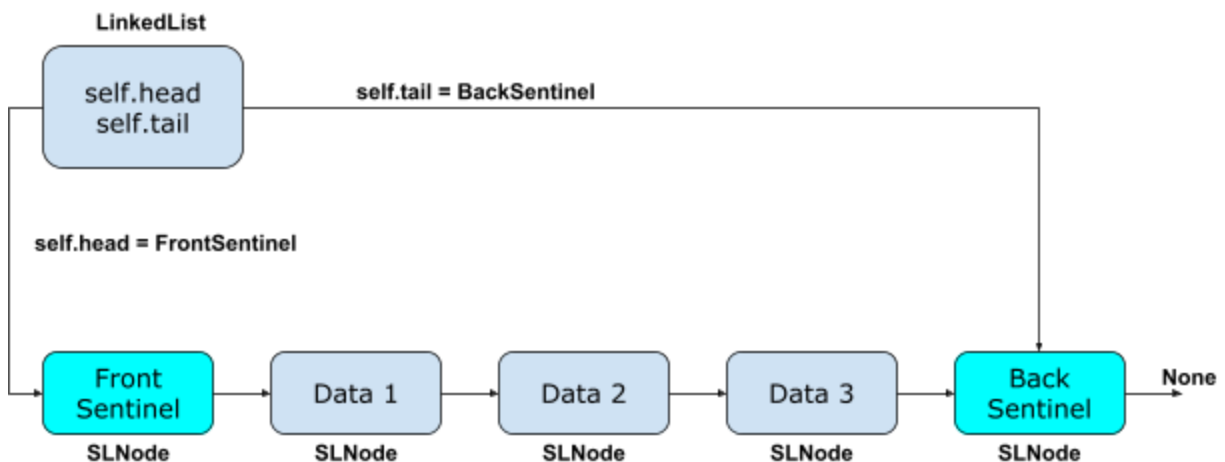 LinkedList
self.head
self.tail
self.tail = BackSentinel
self.head = FrontSentinel
Front
Sentinel
Data 1
Data 2
Data 3
Back
Sentinel
None
SLNode
SLNode
SLNode
SLNode
SLNode